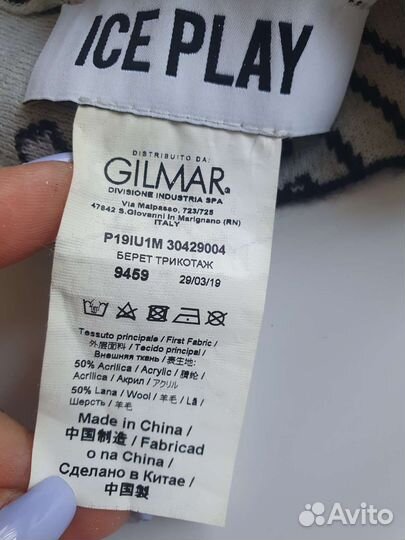 ICE PLAY
DISTRIBUITO DA:
GILMAR
DIVISIONE INDUSTRIA SPA
Via Malpasso, 723/725
47842 S.Giovanni in Marignano (RN)
ITALY
P19IU1M 30429004
БЕРЕТ ТРИКОТАЖ
9459 29/03/19
Tessuto principale / First Fabric /
外层面料 / Tecido principal /
Внешняя ткань / 表生地:
50% Acrilica / Acrylic / 腈纶 /
Acrílica / Акрил / アクリル
50% Lana / Wool / 羊毛 / Lã /
Шерсть / 羊毛
Made in China /
中国制造 / Fabricad
o na China /
Сделано в Китае /
中国製
Avito